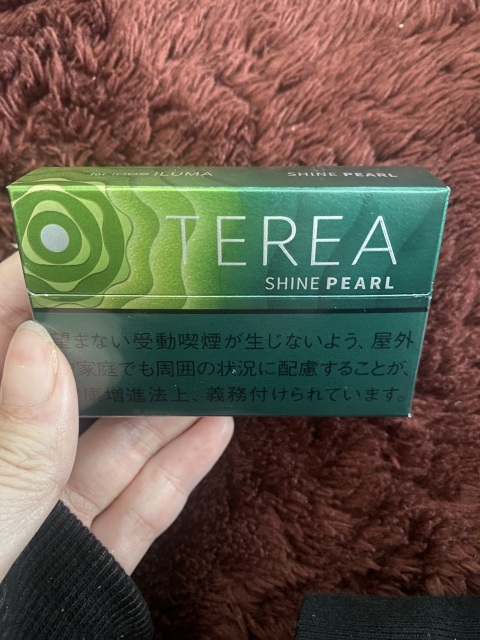 for IQOS ILUMA
SHINE PEARL
TEREA
SHINE PEARL
望まない受動喫煙が生じないよう、屋外
家庭でも周囲の状況に配慮することが、
康増進法上、義務付けられています。